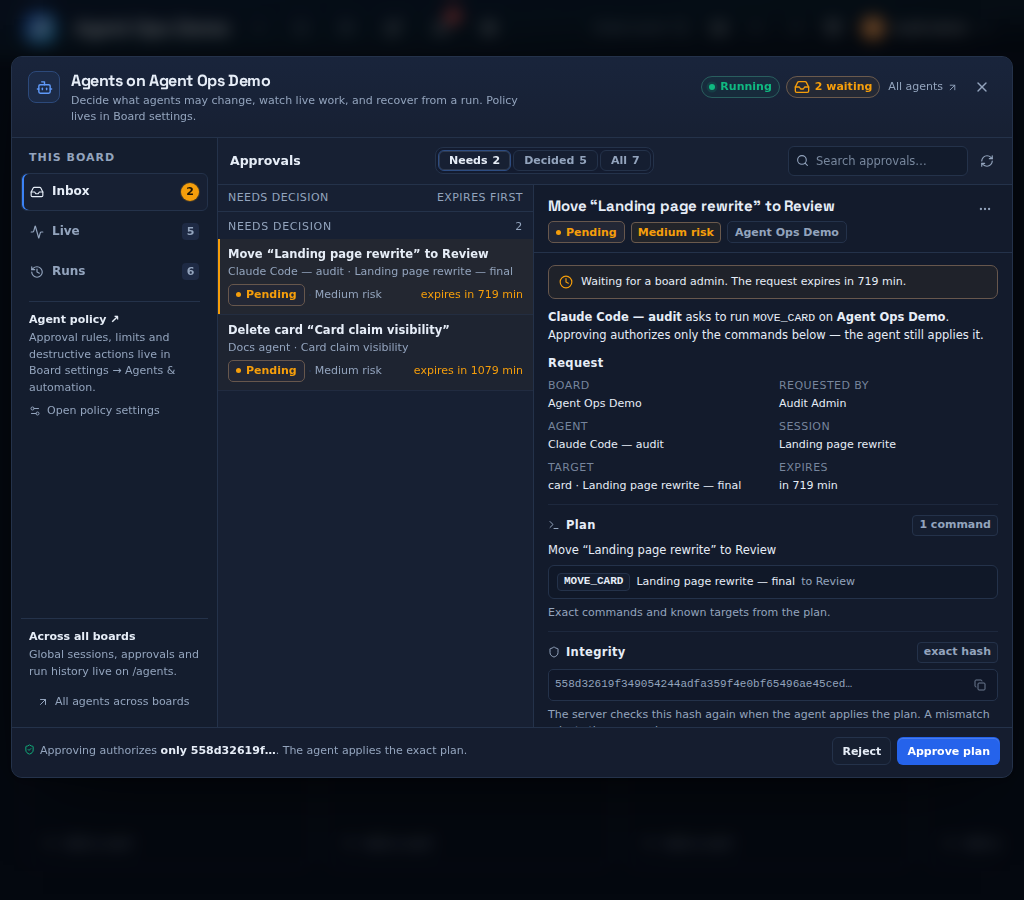 Agents on Agent Ops Demo
Decide what agents may change, watch live work, and recover from a run. Policy
lives in Board settings.
Running
2 waiting
All agents ↗
THIS BOARD
Inbox
2
Live
5
Runs
6
Agent policy ↗
Approval rules, limits and
destructive actions live in
Board settings → Agents &
automation.
Open policy settings
Across all boards
Global sessions, approvals and
run history live on /agents.
All agents across boards
Approvals
Needs 2
Decided 5
All 7
Search approvals...
NEEDS DECISION
EXPIRES FIRST
NEEDS DECISION
2
Move “Landing page rewrite” to Review
Claude Code — audit · Landing page rewrite — final
Pending
Medium risk
expires in 719 min
Delete card “Card claim visibility”
Docs agent · Card claim visibility
Pending
Medium risk
expires in 1079 min
Move “Landing page rewrite” to Review
Pending
Medium risk
Agent Ops Demo
Waiting for a board admin. The request expires in 719 min.
Claude Code — audit asks to run MOVE_CARD on Agent Ops Demo.
Approving authorizes only the commands below — the agent still applies it.
Request
BOARD
Agent Ops Demo
REQUESTED BY
Audit Admin
AGENT
Claude Code — audit
SESSION
Landing page rewrite
TARGET
card · Landing page rewrite — final
EXPIRES
in 719 min
Plan
1 command
Move “Landing page rewrite” to Review
MOVE_CARD Landing page rewrite — final to Review
Exact commands and known targets from the plan.
Integrity
exact hash
558d32619f349054244adfa359f4e0bf65496ae45ced…
The server checks this hash again when the agent applies the plan. A mismatch
Approving authorizes only 558d32619f…. The agent applies the exact plan.
Reject
Approve plan